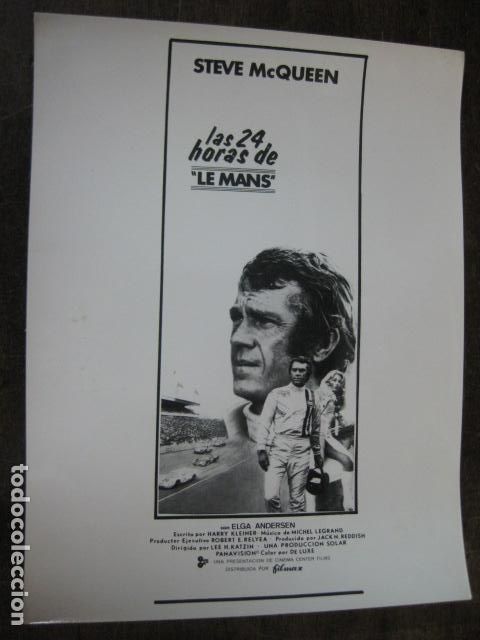 STEVE McQUEEN
las 24
horas de
"LE MANS"
con ELGA ANDERSEN
Escrito por HARRY KLEINER · Música de MICHEL LEGRAND
Productor Ejecutivo ROBERT E. RELYEA · Producido por JACK N. REDDISH
Dirigida por LEE H. KATZIN · UNA PRODUCCION SOLAR
PANAVISION® Color por DE LUXE
UNA PRESENTACION DE CINEMA CENTER FILMS
DISTRIBUIDA POR filmax
todocoleccion.net